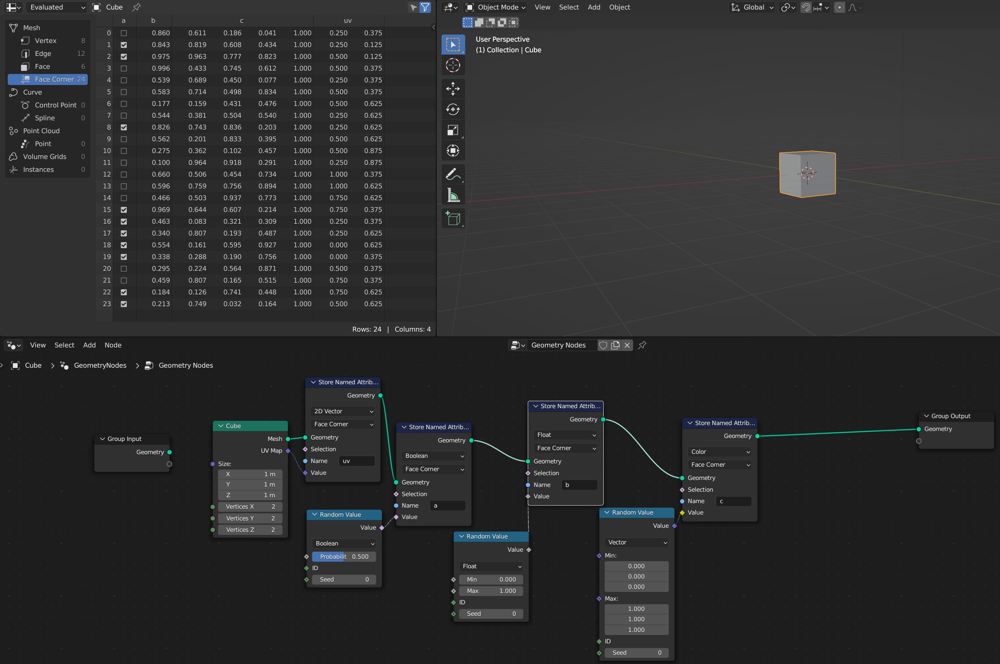 Evaluated Cube
Mesh
Vertex 8
Edge 12
Face 6
Face Corner 24
Curve
Control Point 0
Spline 0
Point Cloud
Point 0
Volume Grids 0
Instances 0
a b c uv
0 0.860 0.611 0.186 0.041 1.000 0.250 0.375
1 0.843 0.819 0.608 0.434 1.000 0.250 0.125
2 0.975 0.963 0.777 0.823 1.000 0.500 0.125
3 0.996 0.433 0.745 0.612 1.000 0.500 0.375
4 0.539 0.689 0.450 0.077 1.000 0.250 0.375
5 0.583 0.714 0.498 0.834 1.000 0.500 0.375
6 0.177 0.159 0.431 0.476 1.000 0.500 0.625
7 0.544 0.381 0.504 0.540 1.000 0.250 0.625
8 0.826 0.743 0.836 0.203 1.000 0.250 0.625
9 0.562 0.201 0.833 0.395 1.000 0.500 0.625
10 0.275 0.362 0.102 0.457 1.000 0.500 0.875
11 0.100 0.964 0.918 0.291 1.000 0.250 0.875
12 0.660 0.506 0.454 0.734 1.000 1.000 0.375
13 0.596 0.759 0.756 0.894 1.000 1.000 0.625
14 0.466 0.503 0.937 0.773 1.000 0.750 0.625
15 0.969 0.644 0.607 0.214 1.000 0.750 0.375
16 0.463 0.083 0.321 0.309 1.000 0.250 0.375
17 0.340 0.807 0.193 0.487 1.000 0.250 0.625
18 0.554 0.161 0.595 0.927 1.000 0.000 0.625
19 0.338 0.288 0.190 0.756 1.000 0.000 0.375
20 0.295 0.224 0.564 0.871 1.000 0.500 0.375
21 0.459 0.807 0.165 0.515 1.000 0.750 0.375
22 0.184 0.126 0.741 0.448 1.000 0.750 0.625
23 0.213 0.749 0.032 0.164 1.000 0.500 0.625
Rows: 24 | Columns: 4
Object Mode View Select Add Object Global
User Perspective
(1) Collection | Cube
View Select Add Node Geometry Nodes
Cube > GeometryNodes > Geometry Nodes
Group Input
Geometry
Cube
Mesh
UV Map
Size:
X 1 m
Y 1 m
Z 1 m
Vertices X 2
Vertices Y 2
Vertices Z 2
Store Named Attrib...
Geometry
2D Vector
Face Corner
Geometry
Selection
Name uv
Value
Random Value
Value
Boolean
Probabilit 0.500
ID
Seed 0
Store Named Attrib...
Geometry
Boolean
Face Corner
Geometry
Selection
Name a
Value
Random Value
Value
Float
Min 0.000
Max 1.000
ID
Seed 0
Store Named Attrib...
Geometry
Float
Face Corner
Geometry
Selection
Name b
Value
Random Value
Value
Vector
Min:
0.000
0.000
0.000
Max:
1.000
1.000
1.000
ID
Seed 0
Store Named Attrib...
Geometry
Color
Face Corner
Geometry
Selection
Name c
Value
Group Output
Geometry